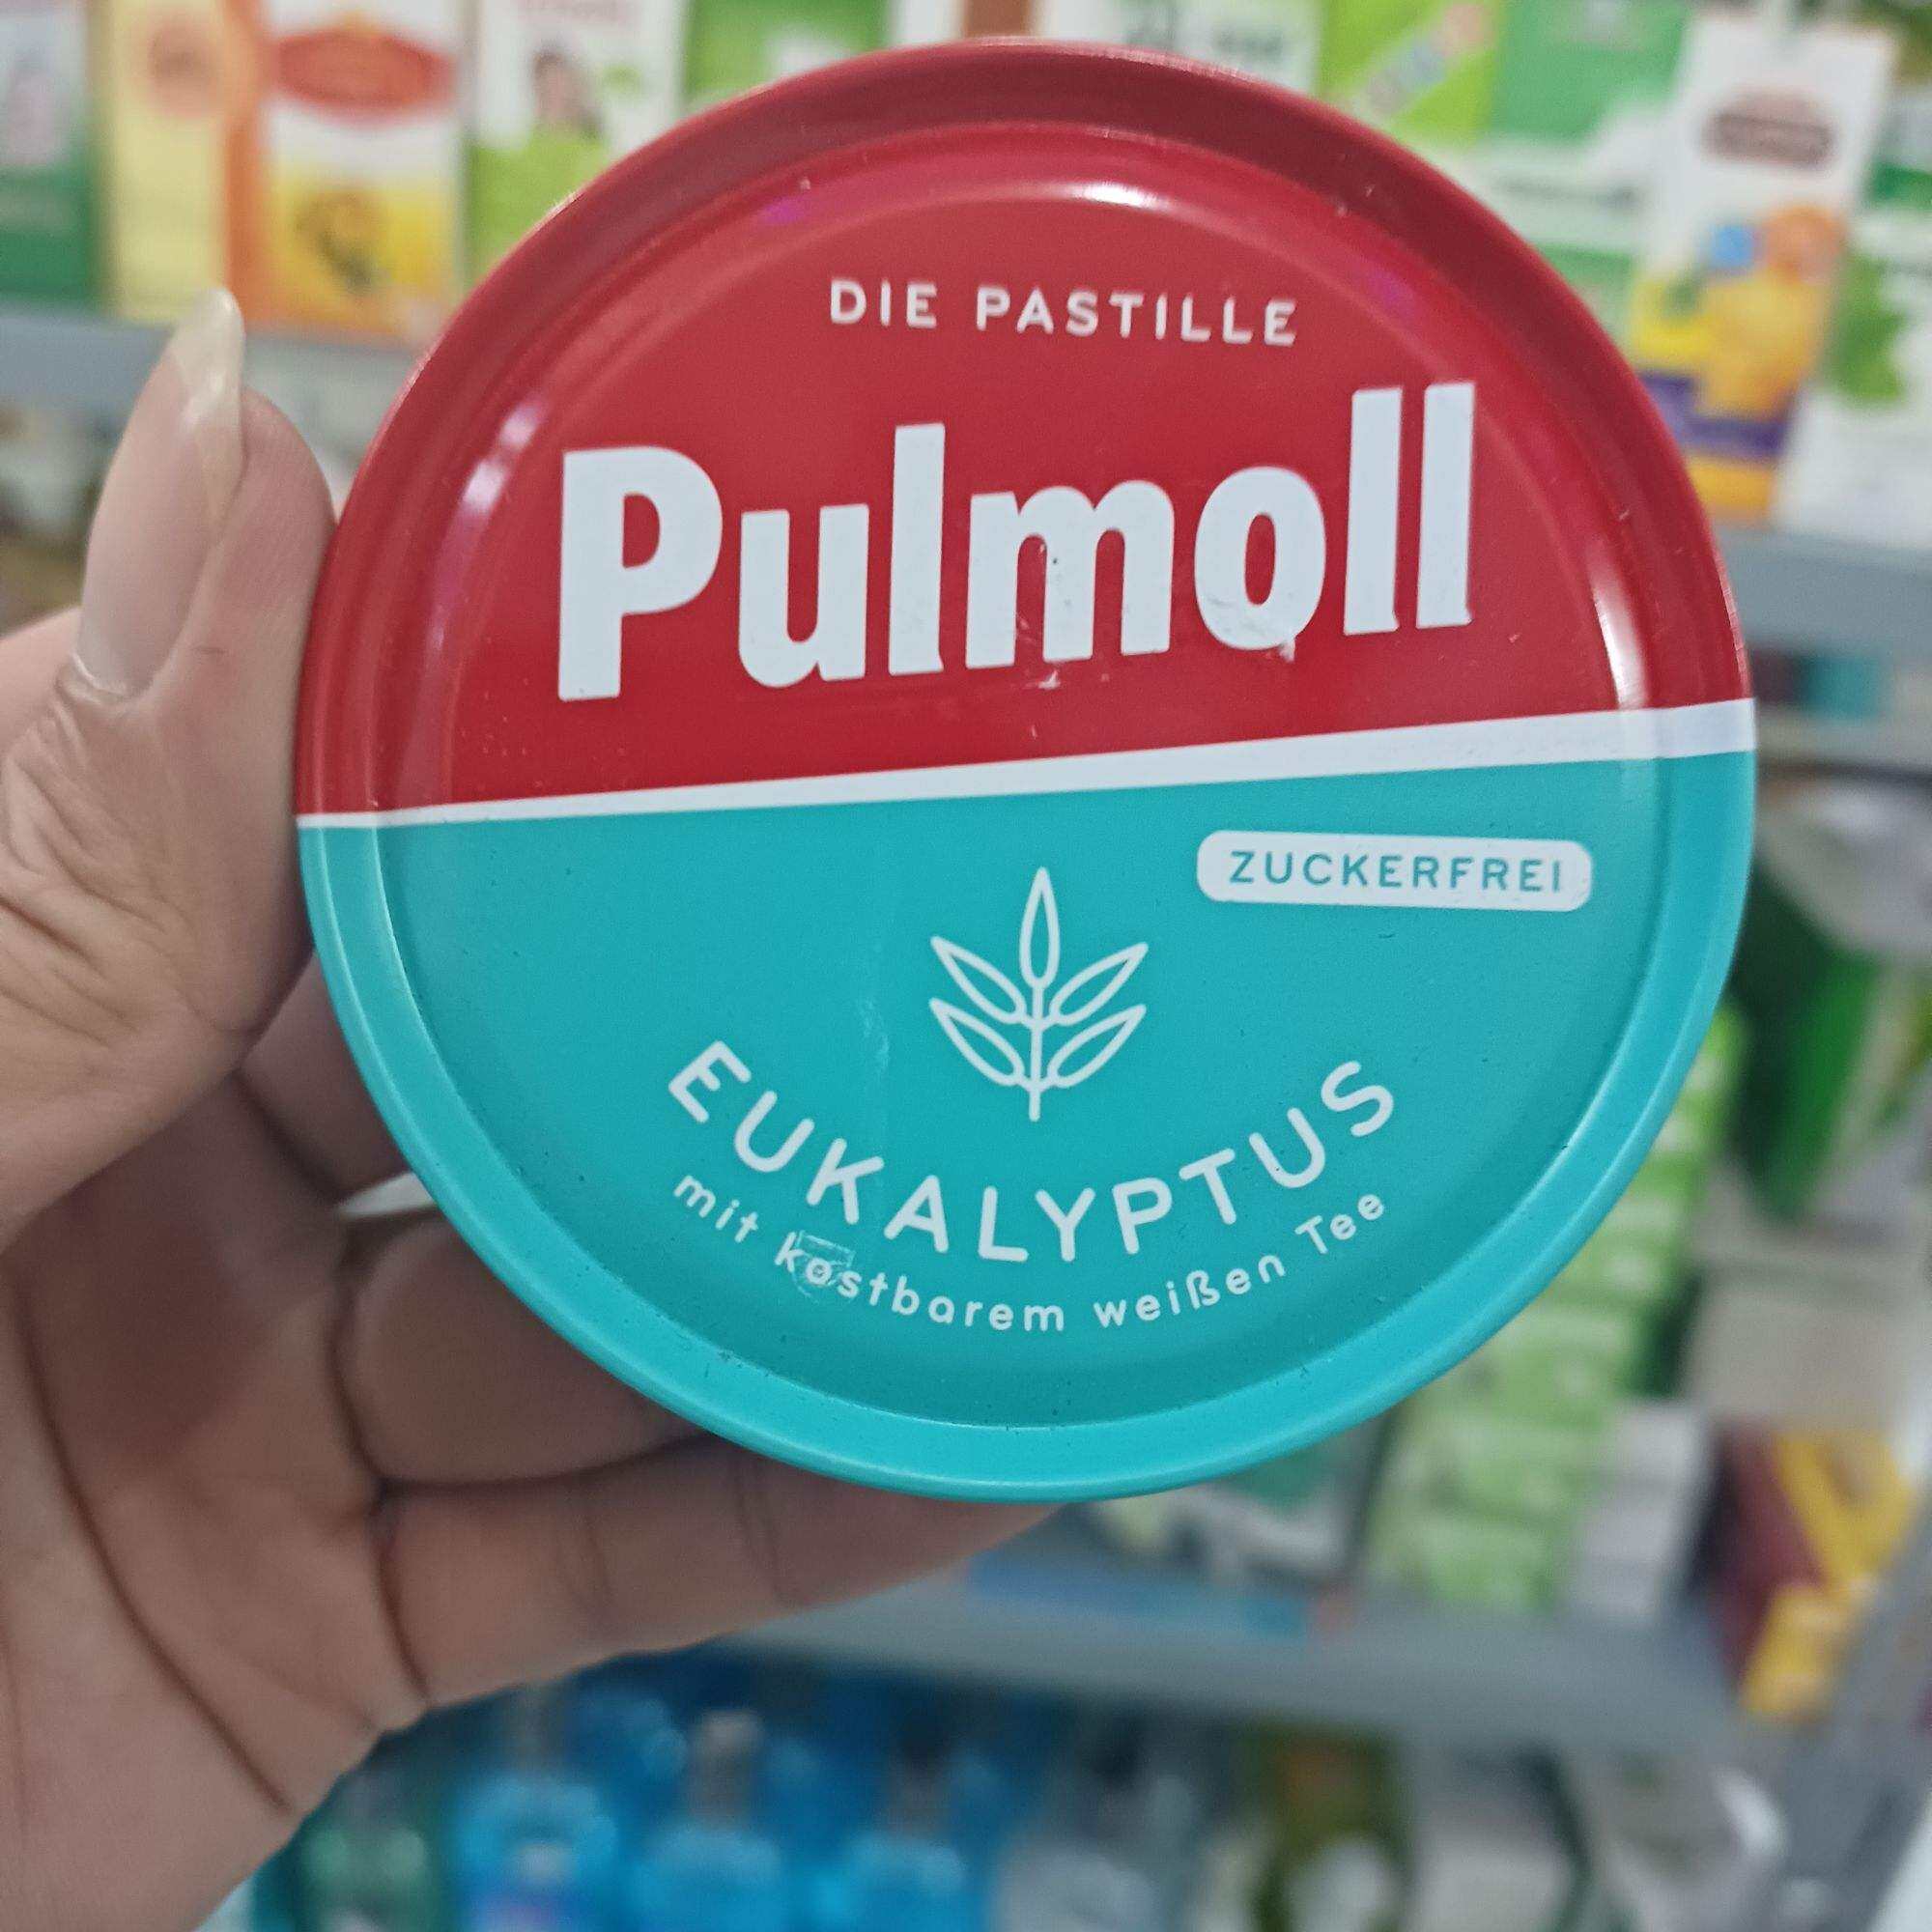 DIE PASTILLE
Pulmoll
ZUCKERFREI
EUKALYPTUS
mit kostbarem weißen Tee